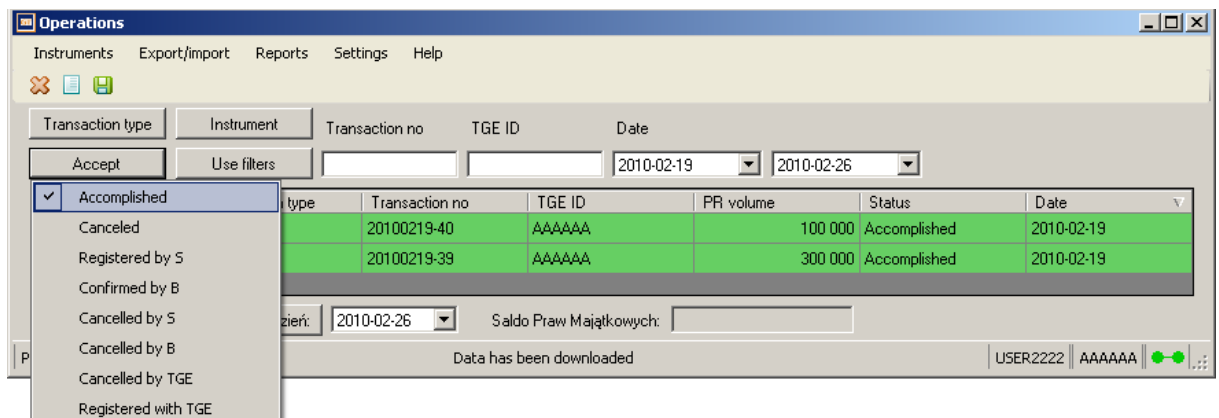 Operations
Instruments Export/import Reports Settings Help
Transaction type Instrument Transaction no TGE ID Date
Accept Use filters 2010-02-19 2010-02-26
Accomplished type Transaction no TGE ID PR volume Status Date
Canceled 20100219-40 AAAAAA 100 000 Accomplished 2010-02-19
Registered by S 20100219-39 AAAAAA 300 000 Accomplished 2010-02-19
Confirmed by B
Cancelled by S zień: 2010-02-26 Saldo Praw Majątkowych:
Cancelled by B P Data has been downloaded USER2222 AAAAAA
Cancelled by TGE
Registered with TGE